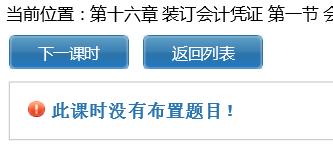 当前位置：第十六章 装订会计凭证 第一节
下一课时 返回列表
此课时没有布置题目！